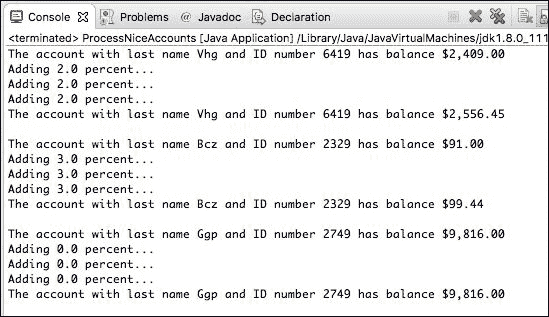 Console Problems @ Javadoc Declaration
<terminated> ProcessNiceAccounts [Java Application] /Library/Java/JavaVirtualMachines/jdk1.8.0_111
The account with last name Vhg and ID number 6419 has balance $2,409.00
Adding 2.0 percent...
Adding 2.0 percent...
Adding 2.0 percent...
The account with last name Vhg and ID number 6419 has balance $2,556.45
The account with last name Bcz and ID number 2329 has balance $91.00
Adding 3.0 percent...
Adding 3.0 percent...
Adding 3.0 percent...
The account with last name Bcz and ID number 2329 has balance $99.44
The account with last name Ggp and ID number 2749 has balance $9,816.00
Adding 0.0 percent...
Adding 0.0 percent...
Adding 0.0 percent...
The account with last name Ggp and ID number 2749 has balance $9,816.00